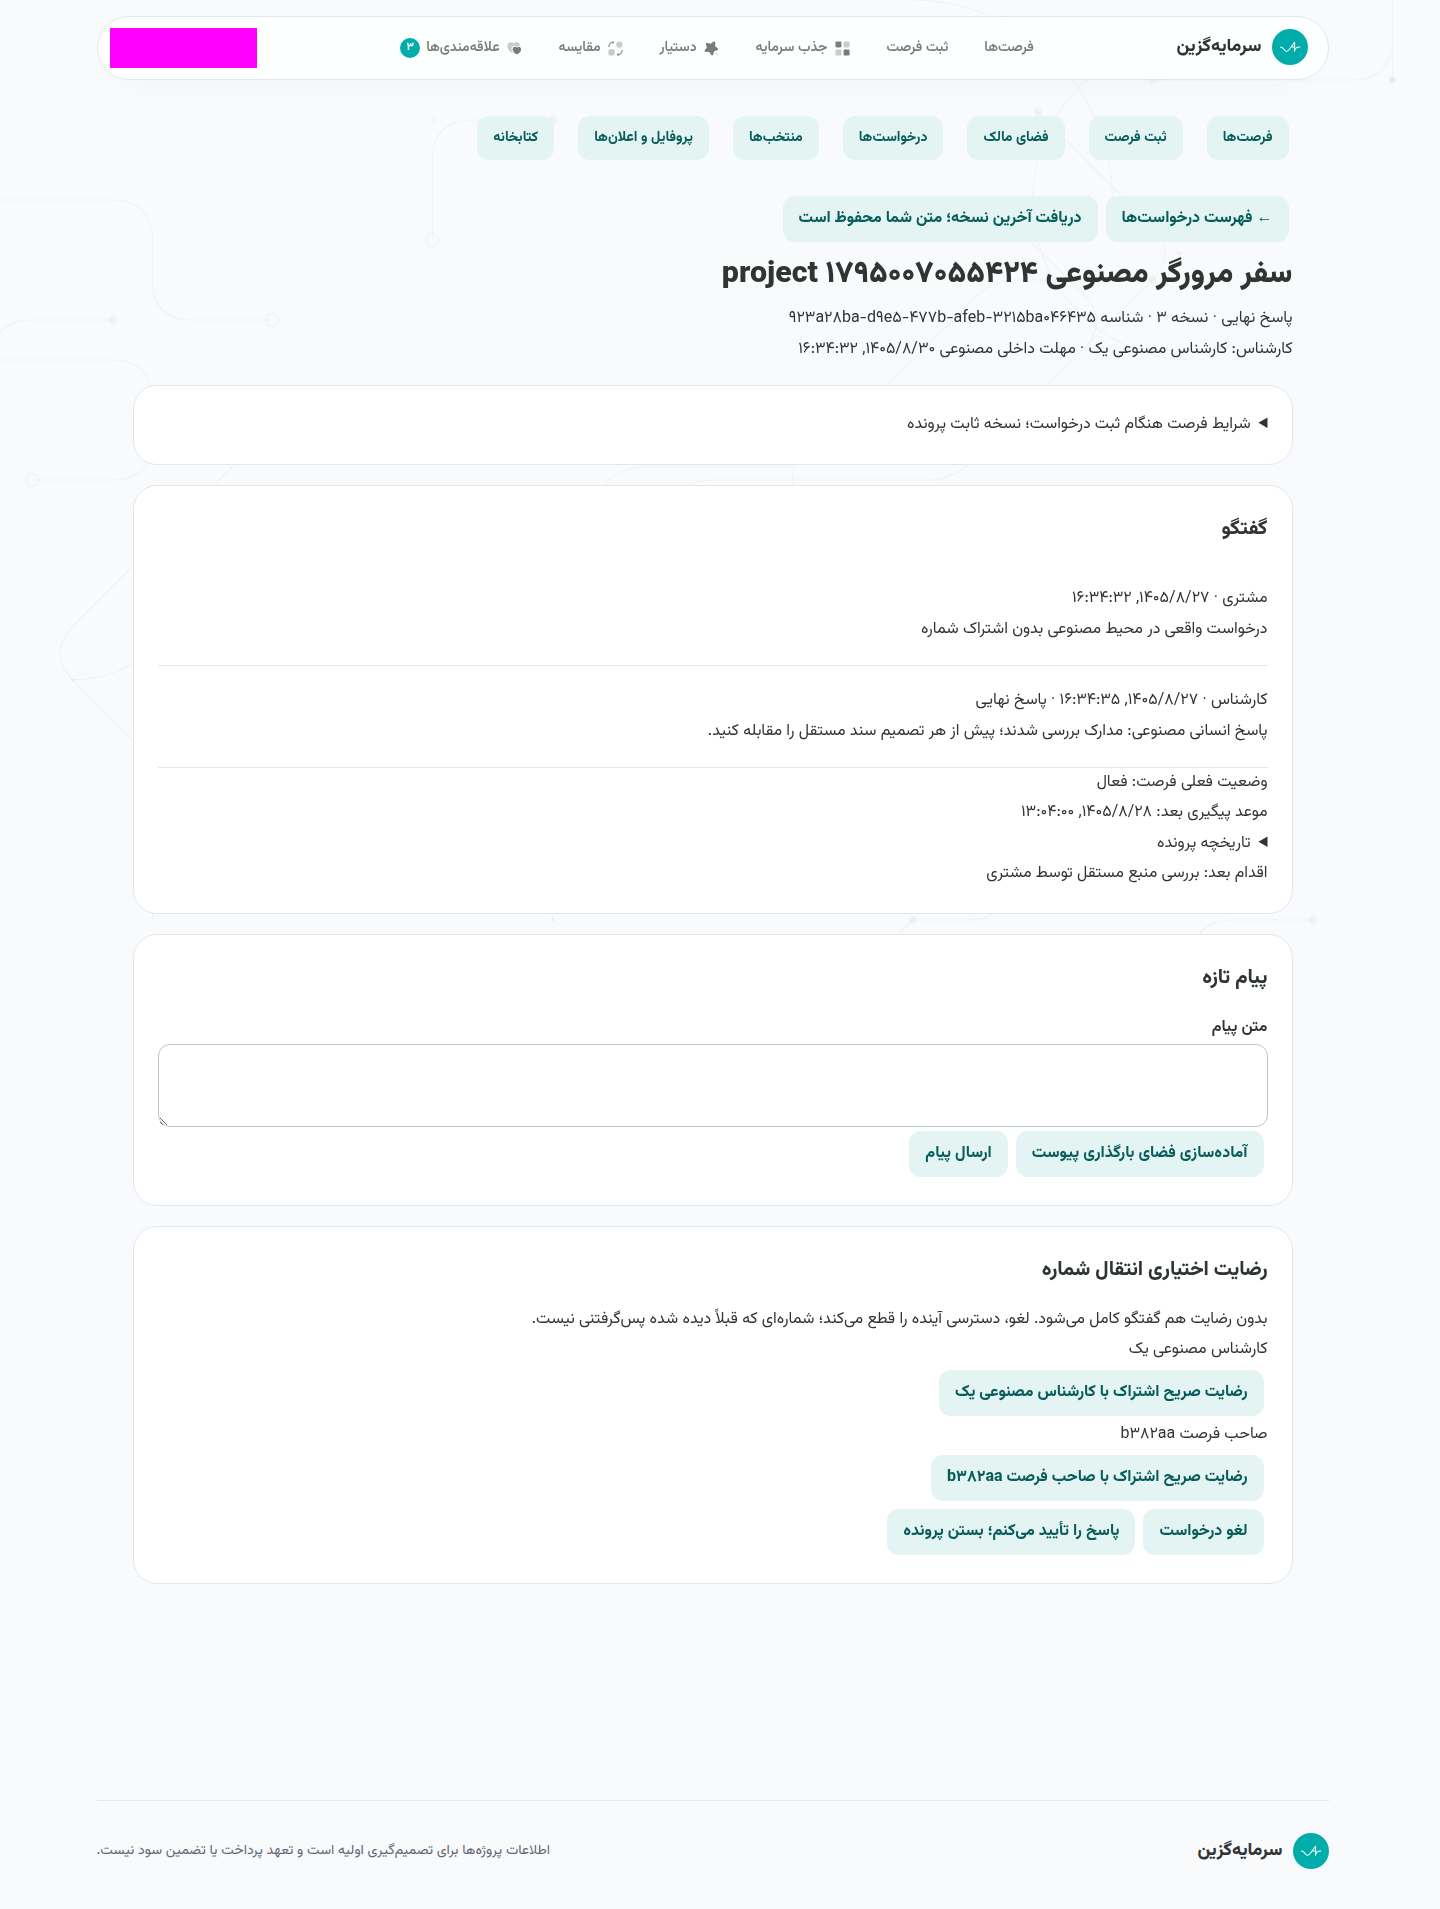 سرمایه‌گزین
فرصت‌ها
ثبت فرصت
جذب سرمایه
دستیار
مقایسه
علاقه‌مندی‌ها ۳
فرصت‌ها
ثبت فرصت
فضای مالک
درخواست‌ها
منتخب‌ها
پروفایل و اعلان‌ها
کتابخانه
← فهرست درخواست‌ها
دریافت آخرین نسخه؛ متن شما محفوظ است
سفر مرورگر مصنوعی project ۱۷۹۵۰۰۷۰۵۵۴۲۴
پاسخ نهایی · نسخه ۳ · شناسه ۹۲۳a۲۸ba-d۹e۵-۴۷۷b-afeb-۳۲۱۵ba۰۴۶۴۳۵
کارشناس: کارشناس مصنوعی یک · مهلت داخلی مصنوعی ۱۴۰۵/۸/۳۰, ۱۶:۳۴:۳۲
شرایط فرصت هنگام ثبت درخواست؛ نسخه ثابت پرونده
گفتگو
مشتری · ۱۴۰۵/۸/۲۷, ۱۶:۳۴:۳۲
درخواست واقعی در محیط مصنوعی بدون اشتراک شماره
کارشناس · ۱۴۰۵/۸/۲۷, ۱۶:۳۴:۳۵ · پاسخ نهایی
پاسخ انسانی مصنوعی: مدارک بررسی شدند؛ پیش از هر تصمیم سند مستقل را مقابله کنید.
وضعیت فعلی فرصت: فعال
موعد پیگیری بعد: ۱۴۰۵/۸/۲۸, ۱۳:۰۴:۰۰
تاریخچه پرونده
اقدام بعد: بررسی منبع مستقل توسط مشتری
پیام تازه
متن پیام
آماده‌سازی فضای بارگذاری پیوست
ارسال پیام
رضایت اختیاری انتقال شماره
بدون رضایت هم گفتگو کامل می‌شود. لغو، دسترسی آینده را قطع می‌کند؛ شماره‌ای که قبلاً دیده شده پس‌گرفتنی نیست.
کارشناس مصنوعی یک
رضایت صریح اشتراک با کارشناس مصنوعی یک
صاحب فرصت b۳۸۲aa
رضایت صریح اشتراک با صاحب فرصت b۳۸۲aa
لغو درخواست
پاسخ را تأیید می‌کنم؛ بستن پرونده
سرمایه‌گزین
اطلاعات پروژه‌ها برای تصمیم‌گیری اولیه است و تعهد پرداخت یا تضمین سود نیست.